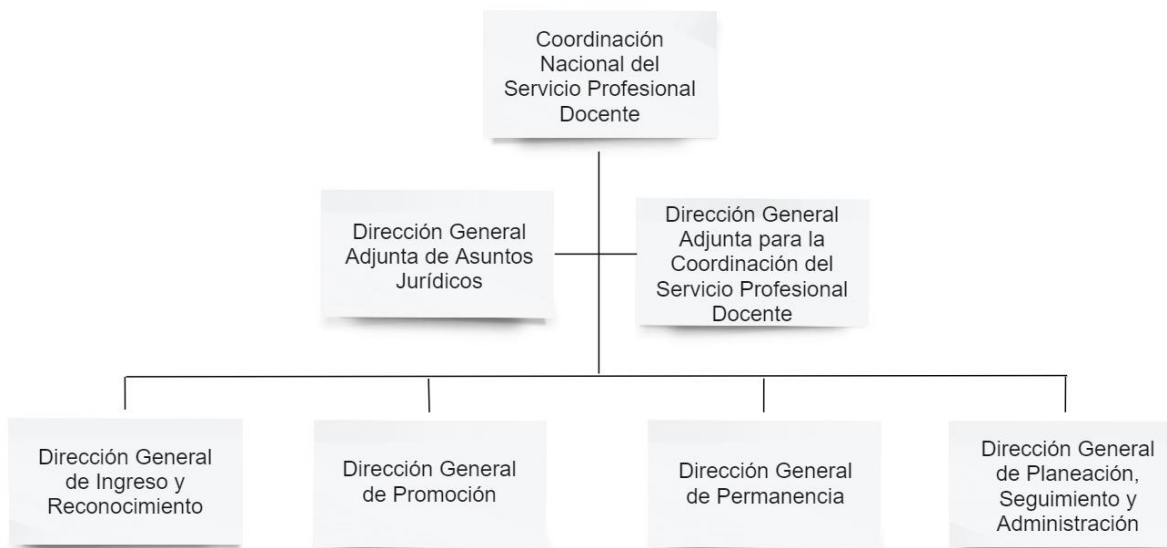 Coordinación
Nacional del
Servicio Profesional
Docente
Dirección General
Adjunta de Asuntos
Jurídicos
Dirección General
Adjunta para la
Coordinación del
Servicio Profesional
Docente
Dirección General
de Ingreso y
Reconocimiento
Dirección General
de Promoción
Dirección General
de Permanencia
Dirección General
de Planeación,
Seguimiento y
Administración